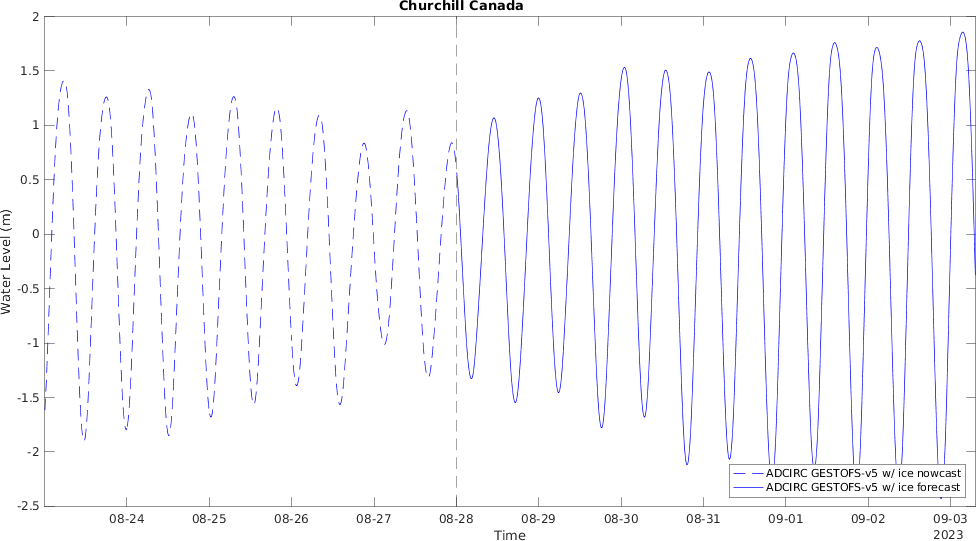 Churchill Canada
2
1.5
1
0.5
0
-0.5
-1
-1.5
-2
-2.5
Water Level (m)
ADCIRC GESTOFS-v5 w/ ice nowcast
ADCIRC GESTOFS-v5 w/ ice forecast
08-24 08-25 08-26 08-27 08-28 08-29 08-30 08-31 09-01 09-02 09-03
2023
Time